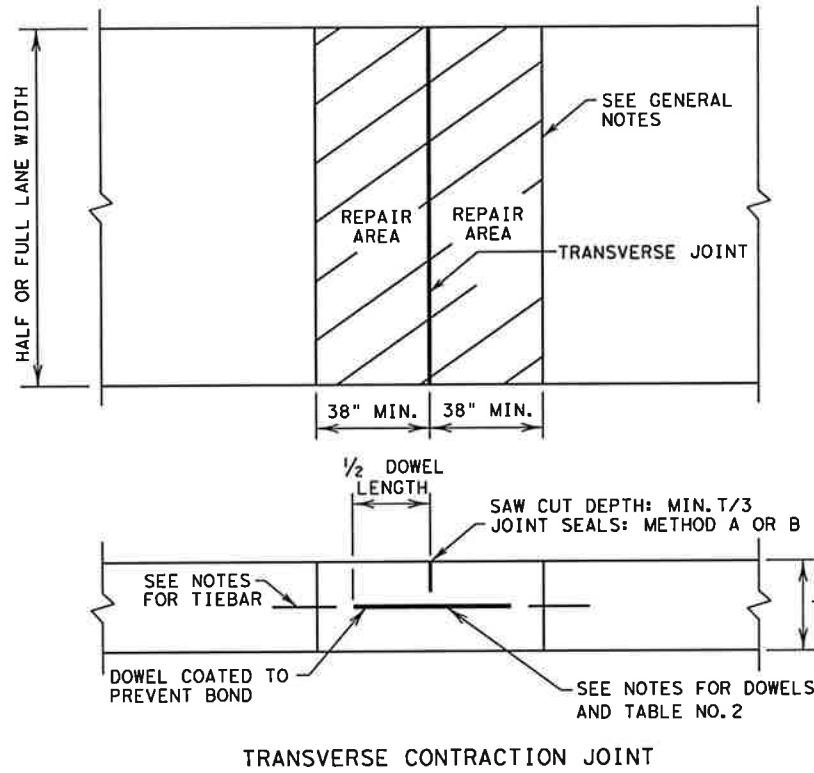 HALF OR FULL LANE WIDTH
SEE GENERAL
NOTES
REPAIR
AREA
REPAIR
AREA
TRANSVERSE JOINT
38" MIN.
38" MIN.
½ DOWEL
LENGTH
SAW CUT DEPTH: MIN. T/3
JOINT SEALS: METHOD A OR B
SEE NOTES
FOR TIEBAR
DOWEL COATED TO
PREVENT BOND
SEE NOTES FOR DOWELS
AND TABLE NO.2
TRANSVERSE CONTRACTION JOINT